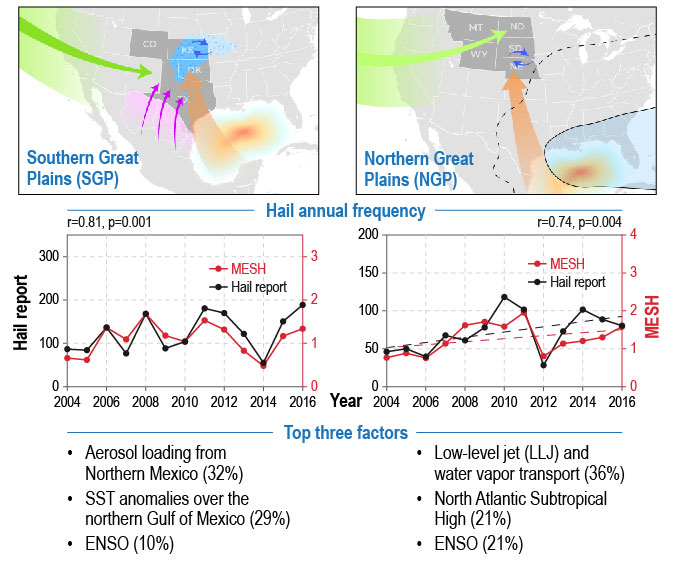 CO
KS
OK
Southern Great
Plains (SGP)
MT
ND
WY
SD
NE
Northern Great
Plains (NGP)
Hail annual frequency
r=0.81, p=0.001
r=0.74, p=0.004
Hail report
300
200
100
0
3
2
1
0
MESH
Hail report
2004 2006 2008 2010 2012 2014 2016
Year
200
150
100
50
0
4
3
2
1
0
MESH
MESH
Hail report
2004 2006 2008 2010 2012 2014 2016
Top three factors
• Aerosol loading from
Northern Mexico (32%)
• SST anomalies over the
northern Gulf of Mexico (29%)
• ENSO (10%)
• Low-level jet (LLJ) and
water vapor transport (36%)
• North Atlantic Subtropical
High (21%)
• ENSO (21%)